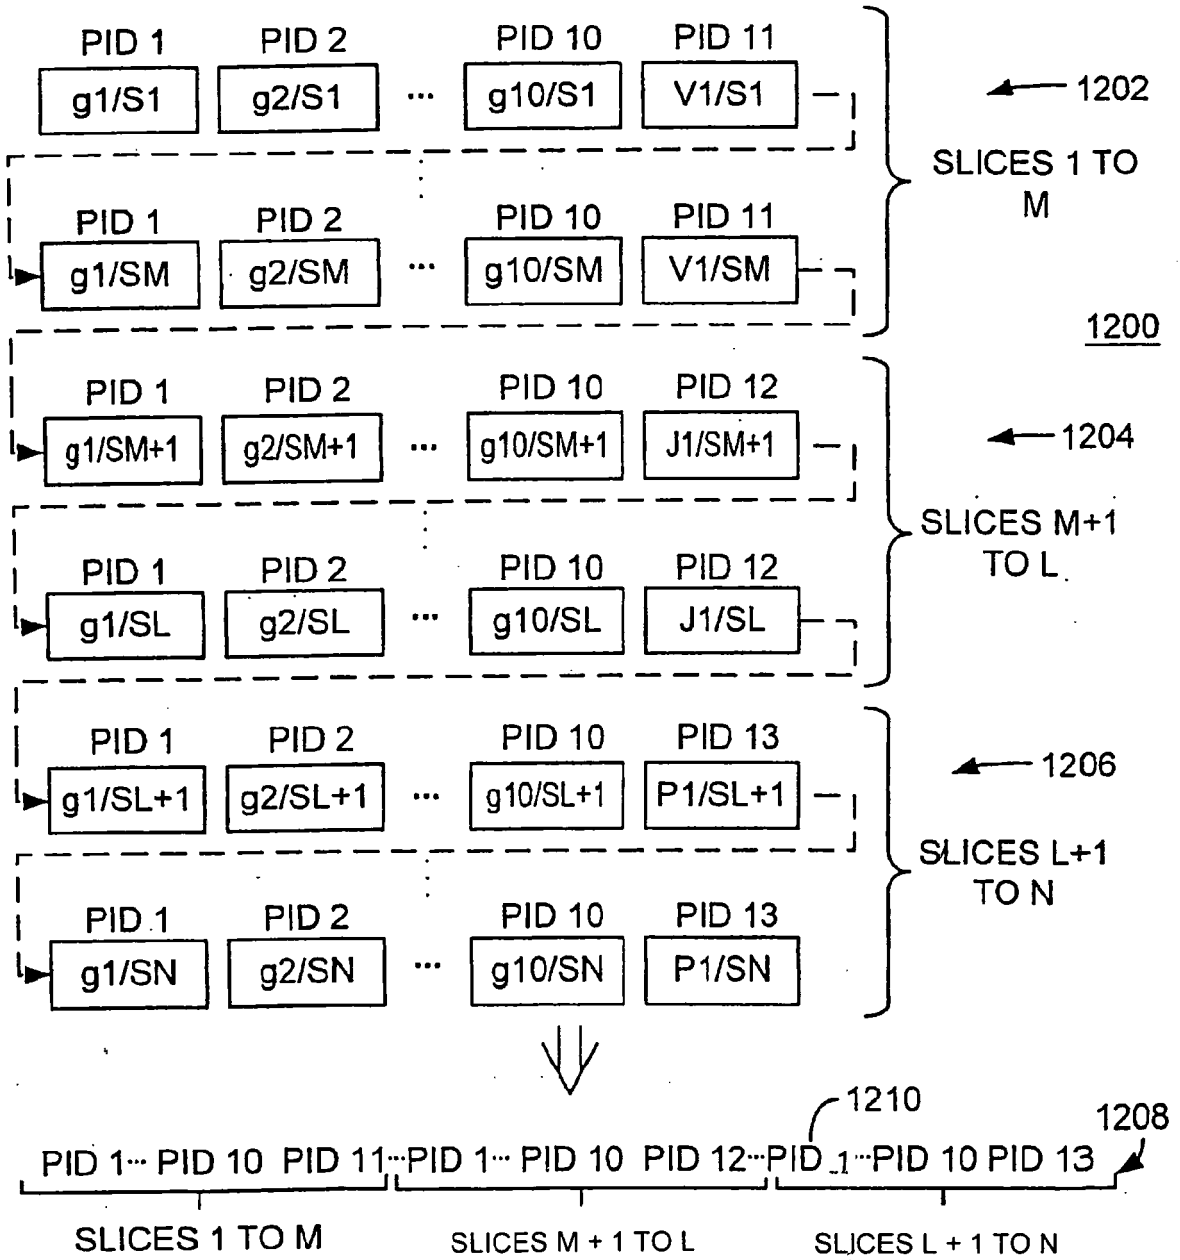 PID 1 PID 2 PID 10 PID 11
g1/S1 g2/S1 ... g10/S1 V1/S1
1202
SLICES 1 TO
M
PID 1 PID 2 PID 10 PID 11
g1/SM g2/SM ... g10/SM V1/SM
1200
PID 1 PID 2 PID 10 PID 12
g1/SM+1 g2/SM+1 ... g10/SM+1 J1/SM+1
1204
SLICES M+1
TO L
PID 1 PID 2 PID 10 PID 12
g1/SL g2/SL ... g10/SL J1/SL
PID 1 PID 2 PID 10 PID 13
g1/SL+1 g2/SL+1 ... g10/SL+1 P1/SL+1
1206
SLICES L+1
TO N
PID 1 PID 2 PID 10 PID 13
g1/SN g2/SN ... g10/SN P1/SN
1210
1208
PID 1... PID 10 PID 11...PID 1... PID 10 PID 12...PID 1...PID 10 PID 13
SLICES 1 TO M SLICES M + 1 TO L SLICES L + 1 TO N